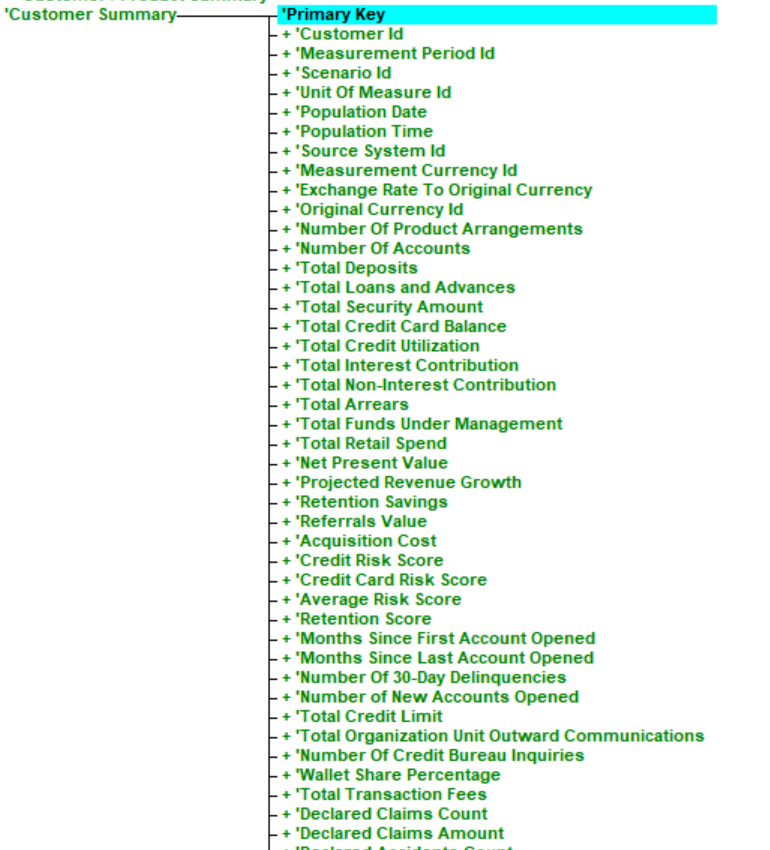 'Customer Summary 'Primary Key
+ 'Customer Id
+ 'Measurement Period Id
+ 'Scenario Id
+ 'Unit Of Measure Id
+ 'Population Date
+ 'Population Time
+ 'Source System Id
+ 'Measurement Currency Id
+ 'Exchange Rate To Original Currency
+ 'Original Currency Id
+ 'Number Of Product Arrangements
+ 'Number Of Accounts
+ 'Total Deposits
+ 'Total Loans and Advances
+ 'Total Security Amount
+ 'Total Credit Card Balance
+ 'Total Credit Utilization
+ 'Total Interest Contribution
+ 'Total Non-Interest Contribution
+ 'Total Arrears
+ 'Total Funds Under Management
+ 'Total Retail Spend
+ 'Net Present Value
+ 'Projected Revenue Growth
+ 'Retention Savings
+ 'Referrals Value
+ 'Acquisition Cost
+ 'Credit Risk Score
+ 'Credit Card Risk Score
+ 'Average Risk Score
+ 'Retention Score
+ 'Months Since First Account Opened
+ 'Months Since Last Account Opened
+ 'Number Of 30-Day Delinquencies
+ 'Number of New Accounts Opened
+ 'Total Credit Limit
+ 'Total Organization Unit Outward Communications
+ 'Number Of Credit Bureau Inquiries
+ 'Wallet Share Percentage
+ 'Total Transaction Fees
+ 'Declared Claims Count
+ 'Declared Claims Amount